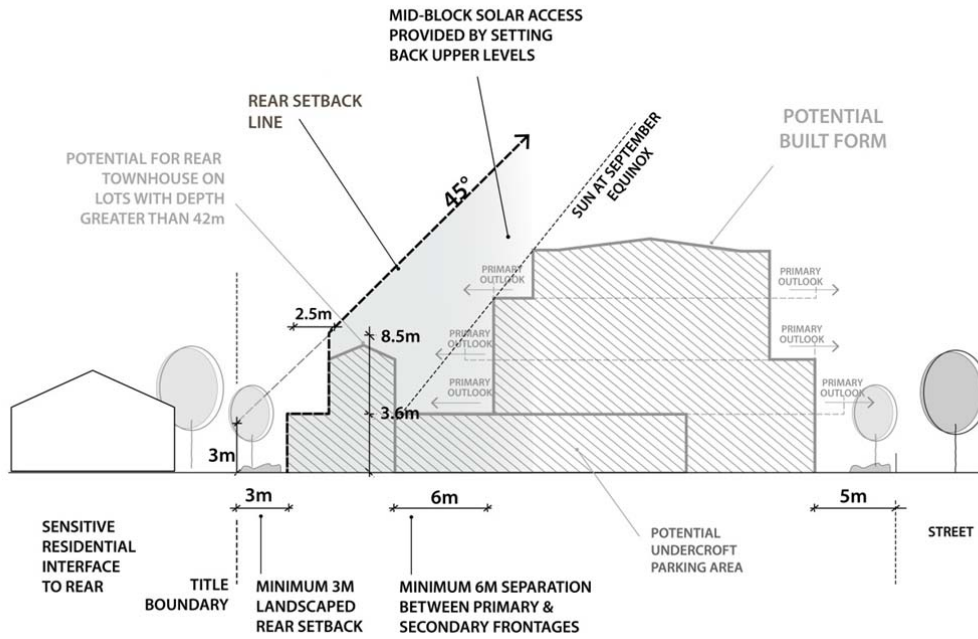 MID-BLOCK SOLAR ACCESS
PROVIDED BY SETTING
BACK UPPER LEVELS
REAR SETBACK
LINE
POTENTIAL FOR REAR
TOWNHOUSE ON
LOTS WITH DEPTH
GREATER THAN 42m
45°
SUN AT SEPTEMBER
EQUINOX
POTENTIAL
BUILT FORM
PRIMARY
OUTLOOK
PRIMARY
OUTLOOK
2.5m
8.5m
PRIMARY
OUTLOOK
PRIMARY
OUTLOOK
PRIMARY
OUTLOOK
PRIMARY
OUTLOOK
3.6m
3m
3m
6m
5m
SENSITIVE
RESIDENTIAL
INTERFACE
TO REAR
TITLE
BOUNDARY
MINIMUM 3M
LANDSCAPED
REAR SETBACK
MINIMUM 6M SEPARATION
BETWEEN PRIMARY &
SECONDARY FRONTAGES
POTENTIAL
UNDERCROFT
PARKING AREA
STREET